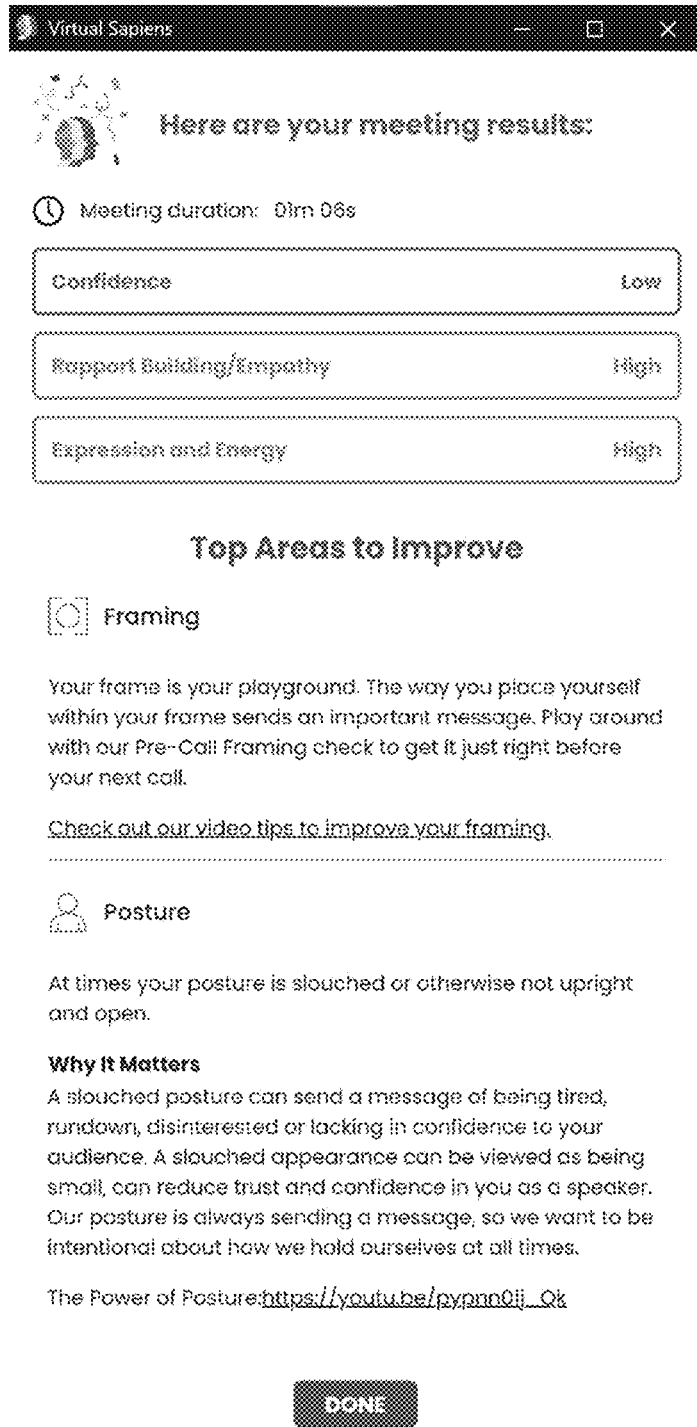 Virtual Sapiens
Here are your meeting results:
Meeting duration: 01m 06s
Confidence Low
Rapport Building/Empathy High
Expression and Energy High
Top Areas to Improve
Framing
Your frame is your playground. The way you place yourself
within your frame sends an important message. Play around
with our Pre-Call Framing check to get it just right before
your next call.
Check out our video tips to improve your framing.
Posture
At times your posture is slouched or otherwise not upright
and open.
Why It Matters
A slouched posture can send a message of being tired,
rundown, disinterested or lacking in confidence to your
audience. A slouched appearance can be viewed as being
small, can reduce trust and confidence in you as a speaker.
Our posture is always sending a message, so we want to be
intentional about how we hold ourselves at all times.
The Power of Posture:
DONE